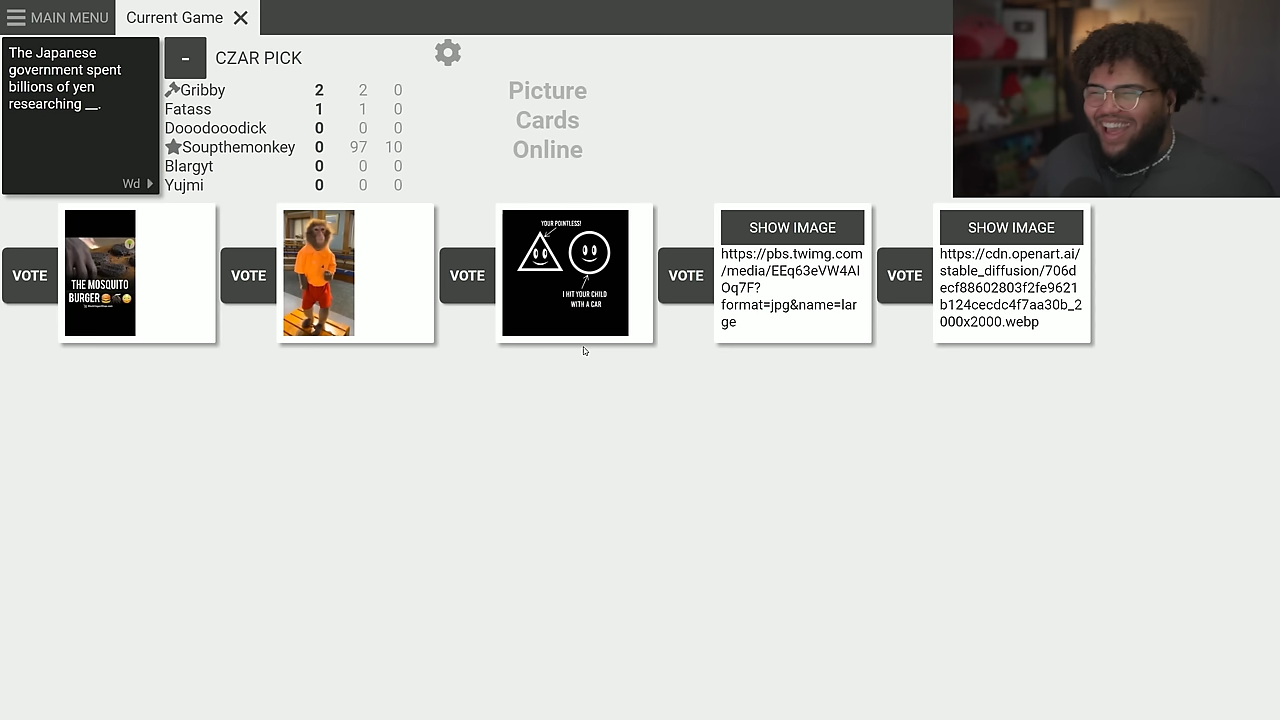 MAIN MENU
Current Game
The Japanese
government spent
billions of yen
researching __.
Wd
-
CZAR PICK
Gribby 2 2 0
Fatass 1 1 0
Dooodooodick 0 0 0
Soupthemonkey 0 97 10
Blargyt 0 0 0
Yujmi 0 0 0
Picture
Cards
Online
VOTE
THE MOSQUITO
BURGER
VOTE
VOTE
YOUR POINTLESS!
I HIT YOUR CHILD
WITH A CAR
VOTE
SHOW IMAGE
https://pbs.twimg.com
/media/EEq63eVW4AI
Oq7F?
format=jpg&name=lar
ge
VOTE
SHOW IMAGE
https://cdn.openart.ai/
stable_diffusion/706d
ecf88602803f2fe9621
b124cecdc4f7aa30b_2
000x2000.webp